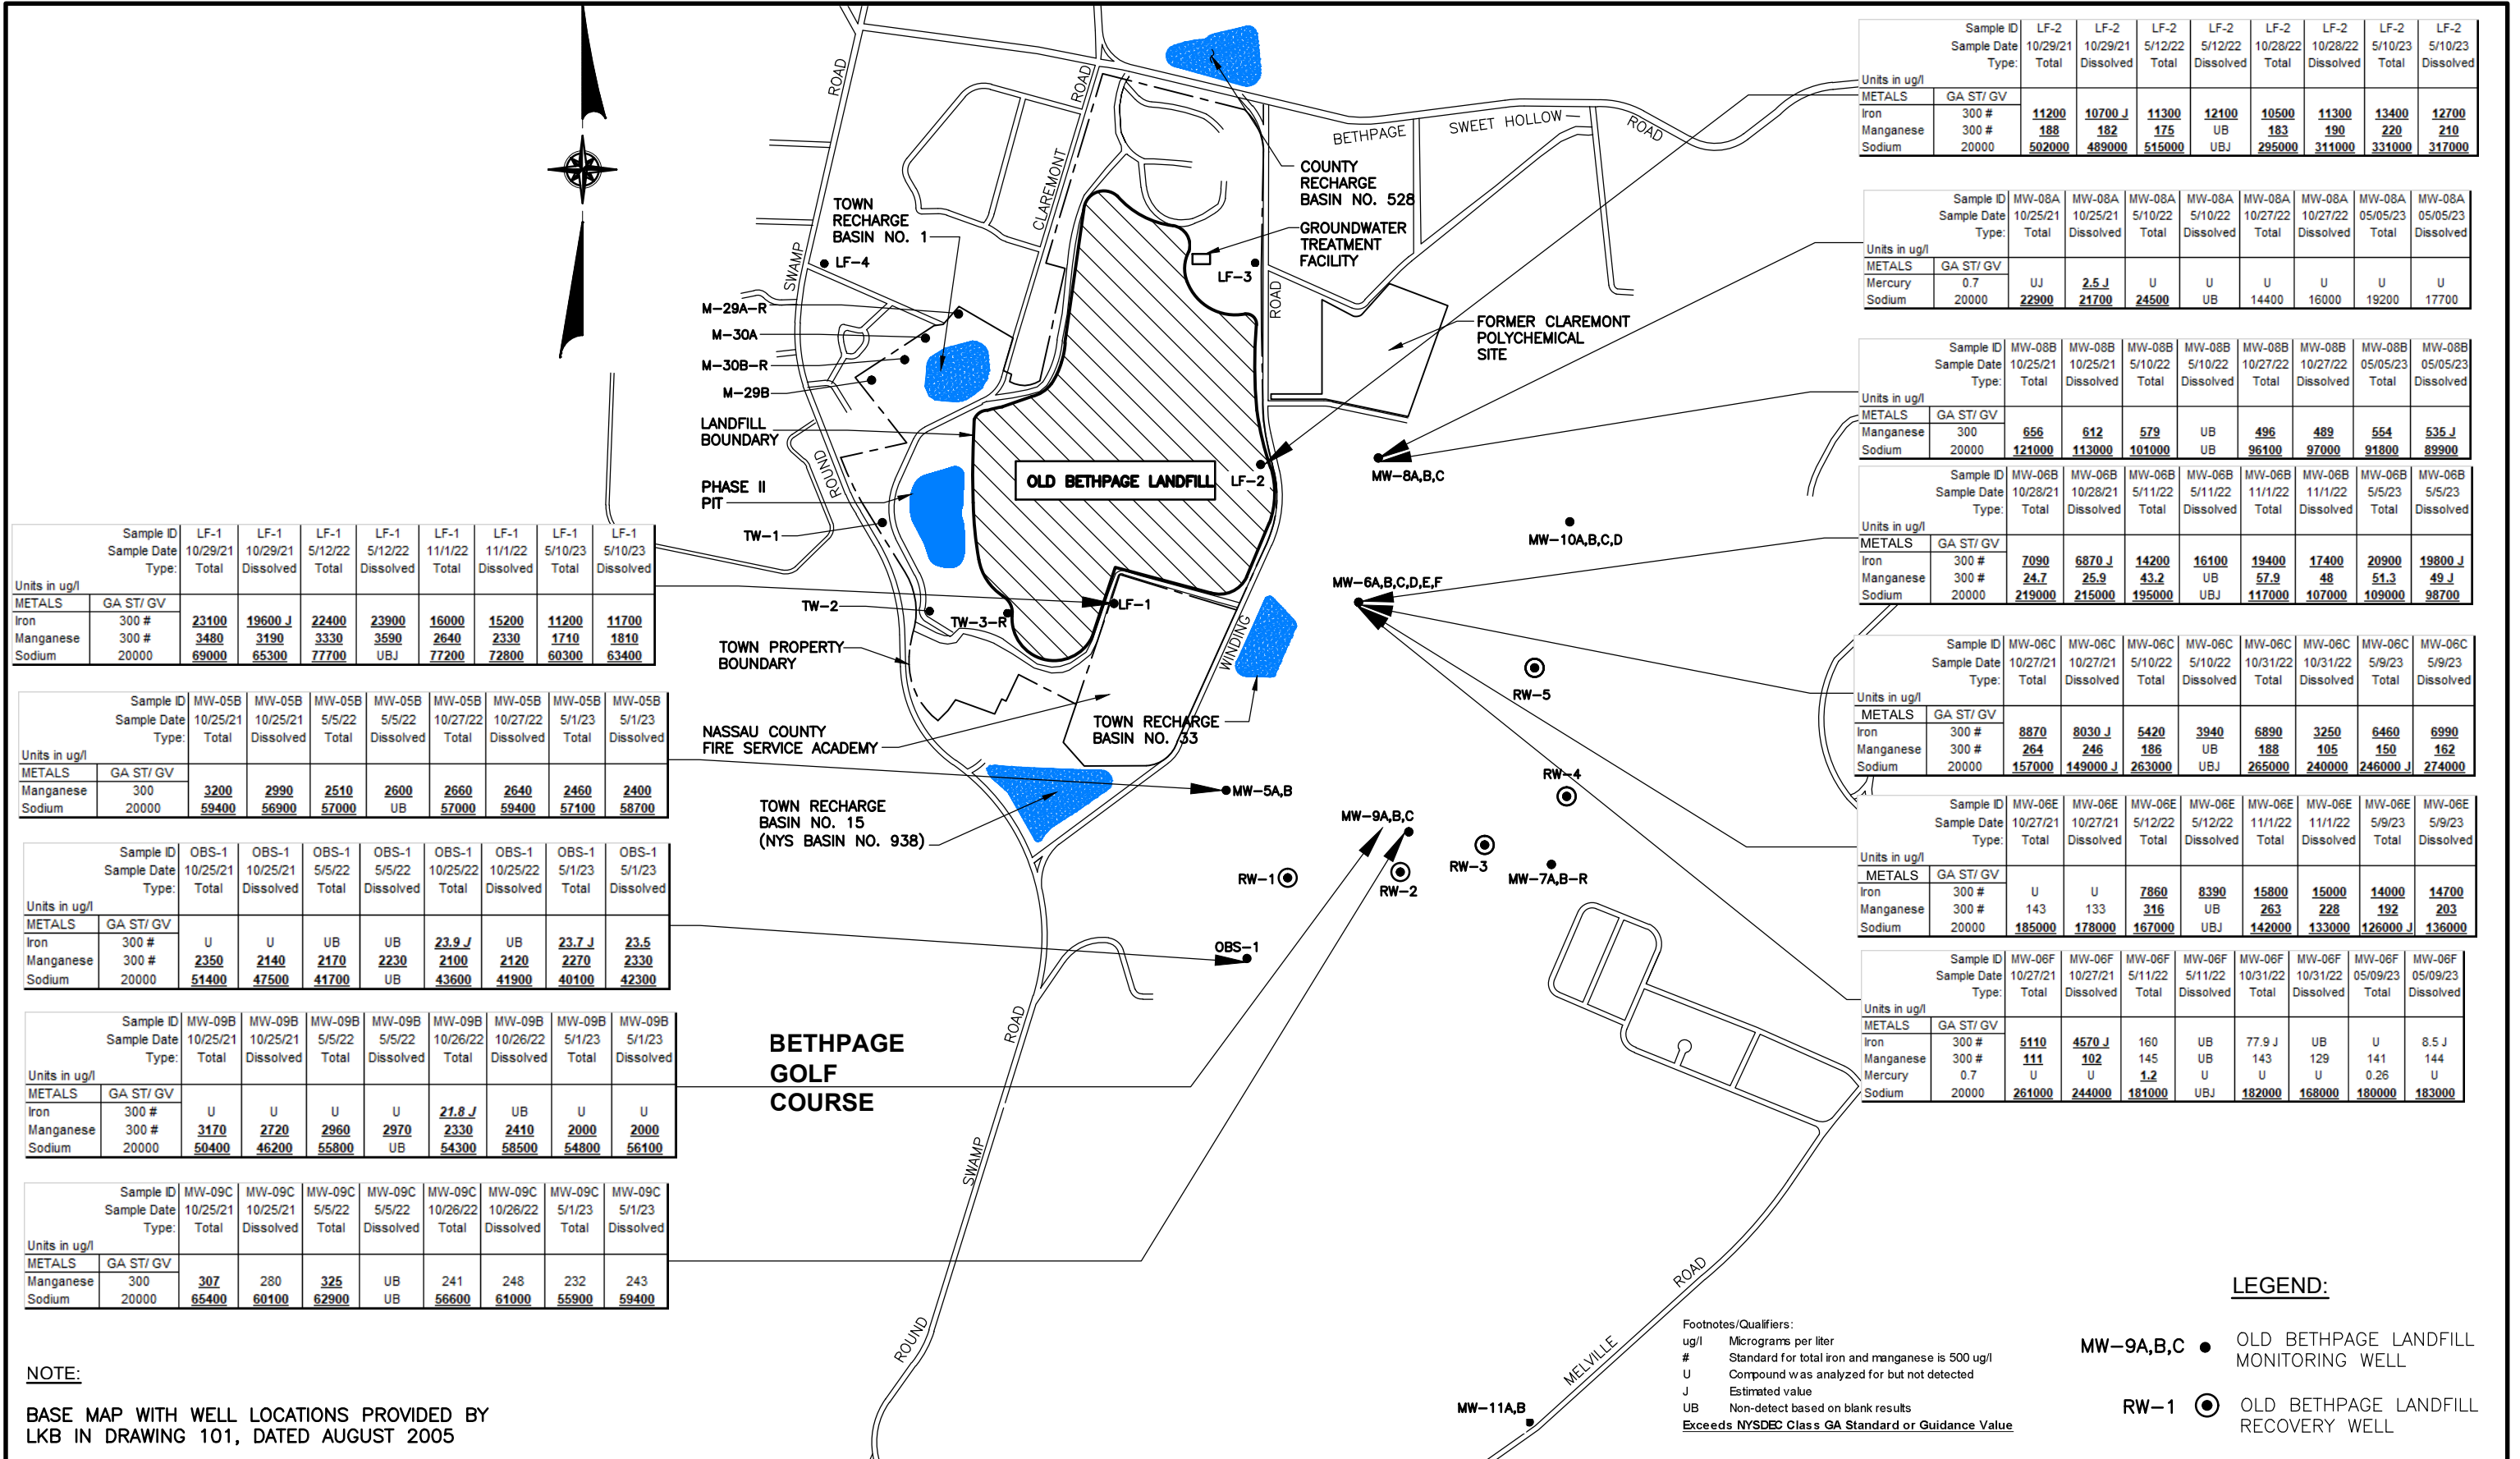 Sample ID LF-2 LF-2 LF-2 LF-2 LF-2 LF-2 LF-2 LF-2
Sample Date 10/29/21 10/29/21 5/12/22 5/12/22 10/28/22 10/28/22 5/10/23 5/10/23
Type: Total Dissolved Total Dissolved Total Dissolved Total Dissolved
Units in ug/l
METALS GA ST/ GV
Iron 300 # 11200 10700 J 11300 12100 10500 11300 13400 12700
Manganese 300 # 188 182 175 UB 183 190 220 210
Sodium 20000 502000 489000 515000 UBJ 295000 311000 331000 317000
Sample ID MW-08A MW-08A MW-08A MW-08A MW-08A MW-08A MW-08A MW-08A
Sample Date 10/25/21 10/25/21 5/10/22 5/10/22 10/27/22 10/27/22 05/05/23 05/05/23
Type: Total Dissolved Total Dissolved Total Dissolved Total Dissolved
Units in ug/l
METALS GA ST/ GV
Mercury 0.7 UJ 2.5 J U U U U U U
Sodium 20000 22900 21700 24500 UB 14400 16000 19200 17700
Sample ID MW-08B MW-08B MW-08B MW-08B MW-08B MW-08B MW-08B MW-08B
Sample Date 10/25/21 10/25/21 5/10/22 5/10/22 10/27/22 10/27/22 05/05/23 05/05/23
Type: Total Dissolved Total Dissolved Total Dissolved Total Dissolved
Units in ug/l
METALS GA ST/ GV
Manganese 300 656 612 579 UB 496 489 554 535 J
Sodium 20000 121000 113000 101000 UB 96100 97000 91800 89900
Sample ID MW-06B MW-06B MW-06B MW-06B MW-06B MW-06B MW-06B MW-06B
Sample Date 10/28/21 10/28/21 5/11/22 5/11/22 11/1/22 11/1/22 5/5/23 5/5/23
Type: Total Dissolved Total Dissolved Total Dissolved Total Dissolved
Units in ug/l
METALS GA ST/ GV
Iron 300 # 7090 6870 J 14200 16100 19400 17400 20900 19800 J
Manganese 300 # 24.7 25.9 43.2 UB 57.9 48 51.3 49 J
Sodium 20000 219000 215000 195000 UBJ 117000 107000 109000 98700
Sample ID MW-06C MW-06C MW-06C MW-06C MW-06C MW-06C MW-06C MW-06C
Sample Date 10/27/21 10/27/21 5/10/22 5/10/22 10/31/22 10/31/22 5/9/23 5/9/23
Type: Total Dissolved Total Dissolved Total Dissolved Total Dissolved
Units in ug/l
METALS GA ST/ GV
Iron 300 # 8870 8030 J 5420 3940 6890 3250 6460 6990
Manganese 300 # 264 246 186 UB 188 105 150 162
Sodium 20000 157000 149000 J 263000 UBJ 265000 240000 246000 J 274000
Sample ID MW-06E MW-06E MW-06E MW-06E MW-06E MW-06E MW-06E MW-06E
Sample Date 10/27/21 10/27/21 5/12/22 5/12/22 11/1/22 11/1/22 5/9/23 5/9/23
Type: Total Dissolved Total Dissolved Total Dissolved Total Dissolved
Units in ug/l
METALS GA ST/ GV
Iron 300 # U U 7860 8390 15800 15000 14000 14700
Manganese 300 # 143 133 316 UB 263 228 192 203
Sodium 20000 185000 178000 167000 UBJ 142000 133000 126000 J 136000
Sample ID MW-06F MW-06F MW-06F MW-06F MW-06F MW-06F MW-06F MW-06F
Sample Date 10/27/21 10/27/21 5/11/22 5/11/22 10/31/22 10/31/22 05/09/23 05/09/23
Type: Total Dissolved Total Dissolved Total Dissolved Total Dissolved
Units in ug/l
METALS GA ST/ GV
Iron 300 # 5110 4570 J 160 UB 77.9 J UB U 8.5 J
Manganese 300 # 111 102 145 UB 143 129 141 144
Mercury 0.7 U U 1.2 U U U 0.26 U
Sodium 20000 261000 244000 181000 UBJ 182000 168000 180000 183000
Sample ID LF-1 LF-1 LF-1 LF-1 LF-1 LF-1 LF-1 LF-1
Sample Date 10/29/21 10/29/21 5/12/22 5/12/22 11/1/22 11/1/22 5/10/23 5/10/23
Type: Total Dissolved Total Dissolved Total Dissolved Total Dissolved
Units in ug/l
METALS GA ST/ GV
Iron 300 # 23100 19600 J 22400 23900 16000 15200 11200 11700
Manganese 300 # 3480 3190 3330 3590 2640 2330 1710 1810
Sodium 20000 69000 65300 77700 UBJ 77200 72800 60300 63400
Sample ID MW-05B MW-05B MW-05B MW-05B MW-05B MW-05B MW-05B MW-05B
Sample Date 10/25/21 10/25/21 5/5/22 5/5/22 10/27/22 10/27/22 5/1/23 5/1/23
Type: Total Dissolved Total Dissolved Total Dissolved Total Dissolved
Units in ug/l
METALS GA ST/ GV
Manganese 300 3200 2990 2510 2600 2660 2640 2460 2400
Sodium 20000 59400 56900 57000 UB 57000 59400 57100 58700
Sample ID OBS-1 OBS-1 OBS-1 OBS-1 OBS-1 OBS-1 OBS-1 OBS-1
Sample Date 10/25/21 10/25/21 5/5/22 5/5/22 10/25/22 10/25/22 5/1/23 5/1/23
Type: Total Dissolved Total Dissolved Total Dissolved Total Dissolved
Units in ug/l
METALS GA ST/ GV
Iron 300 # U U UB UB 23.9 J UB 23.7 J 23.5
Manganese 300 # 2350 2140 2170 2230 2100 2120 2270 2330
Sodium 20000 51400 47500 41700 UB 43600 41900 40100 42300
Sample ID MW-09B MW-09B MW-09B MW-09B MW-09B MW-09B MW-09B MW-09B
Sample Date 10/25/21 10/25/21 5/5/22 5/5/22 10/26/22 10/26/22 5/1/23 5/1/23
Type: Total Dissolved Total Dissolved Total Dissolved Total Dissolved
Units in ug/l
METALS GA ST/ GV
Iron 300 # U U U U 21.8 J UB U U
Manganese 300 # 3170 2720 2960 2970 2330 2410 2000 2000
Sodium 20000 50400 46200 55800 UB 54300 58500 54800 56100
Sample ID MW-09C MW-09C MW-09C MW-09C MW-09C MW-09C MW-09C MW-09C
Sample Date 10/25/21 10/25/21 5/5/22 5/5/22 10/26/22 10/26/22 5/1/23 5/1/23
Type: Total Dissolved Total Dissolved Total Dissolved Total Dissolved
Units in ug/l
METALS GA ST/ GV
Manganese 300 307 280 325 UB 241 248 232 243
Sodium 20000 65400 60100 62900 UB 56600 61000 55900 59400
ROAD
ROAD
CLAREMONT
SWAMP
ROUND
BETHPAGE
SWEET HOLLOW
ROAD
COUNTY
RECHARGE
BASIN NO. 528
TOWN
RECHARGE
BASIN NO. 1
GROUNDWATER
TREATMENT
FACILITY
LF-4
LF-3
ROAD
M-29A-R
M-30A
M-30B-R
M-29B
FORMER CLAREMONT
POLYCHEMICAL
SITE
LANDFILL
BOUNDARY
OLD BETHPAGE LANDFILL
LF-2
MW-8A,B,C
PHASE II
PIT
TW-1
MW-10A,B,C,D
MW-6A,B,C,D,E,F
TW-2
TW-3-R
LF-1
WINDING
TOWN PROPERTY
BOUNDARY
RW-5
NASSAU COUNTY
FIRE SERVICE ACADEMY
TOWN RECHARGE
BASIN NO. 33
RW-4
MW-5A,B
TOWN RECHARGE
BASIN NO. 15
(NYS BASIN NO. 938)
MW-9A,B,C
RW-3
RW-1
RW-2
MW-7A,B-R
OBS-1
ROAD
SWAMP
ROUND
BETHPAGE
GOLF
COURSE
ROAD
MELVILLE
MW-11A,B
NOTE:
BASE MAP WITH WELL LOCATIONS PROVIDED BY
LKB IN DRAWING 101, DATED AUGUST 2005
Footnotes/Qualifiers:
ug/l Micrograms per liter
# Standard for total iron and manganese is 500 ug/l
U Compound was analyzed for but not detected
J Estimated value
UB Non-detect based on blank results
Exceeds NYSDEC Class GA Standard or Guidance Value
LEGEND:
MW-9A,B,C OLD BETHPAGE LANDFILL
MONITORING WELL
RW-1 OLD BETHPAGE LANDFILL
RECOVERY WELL